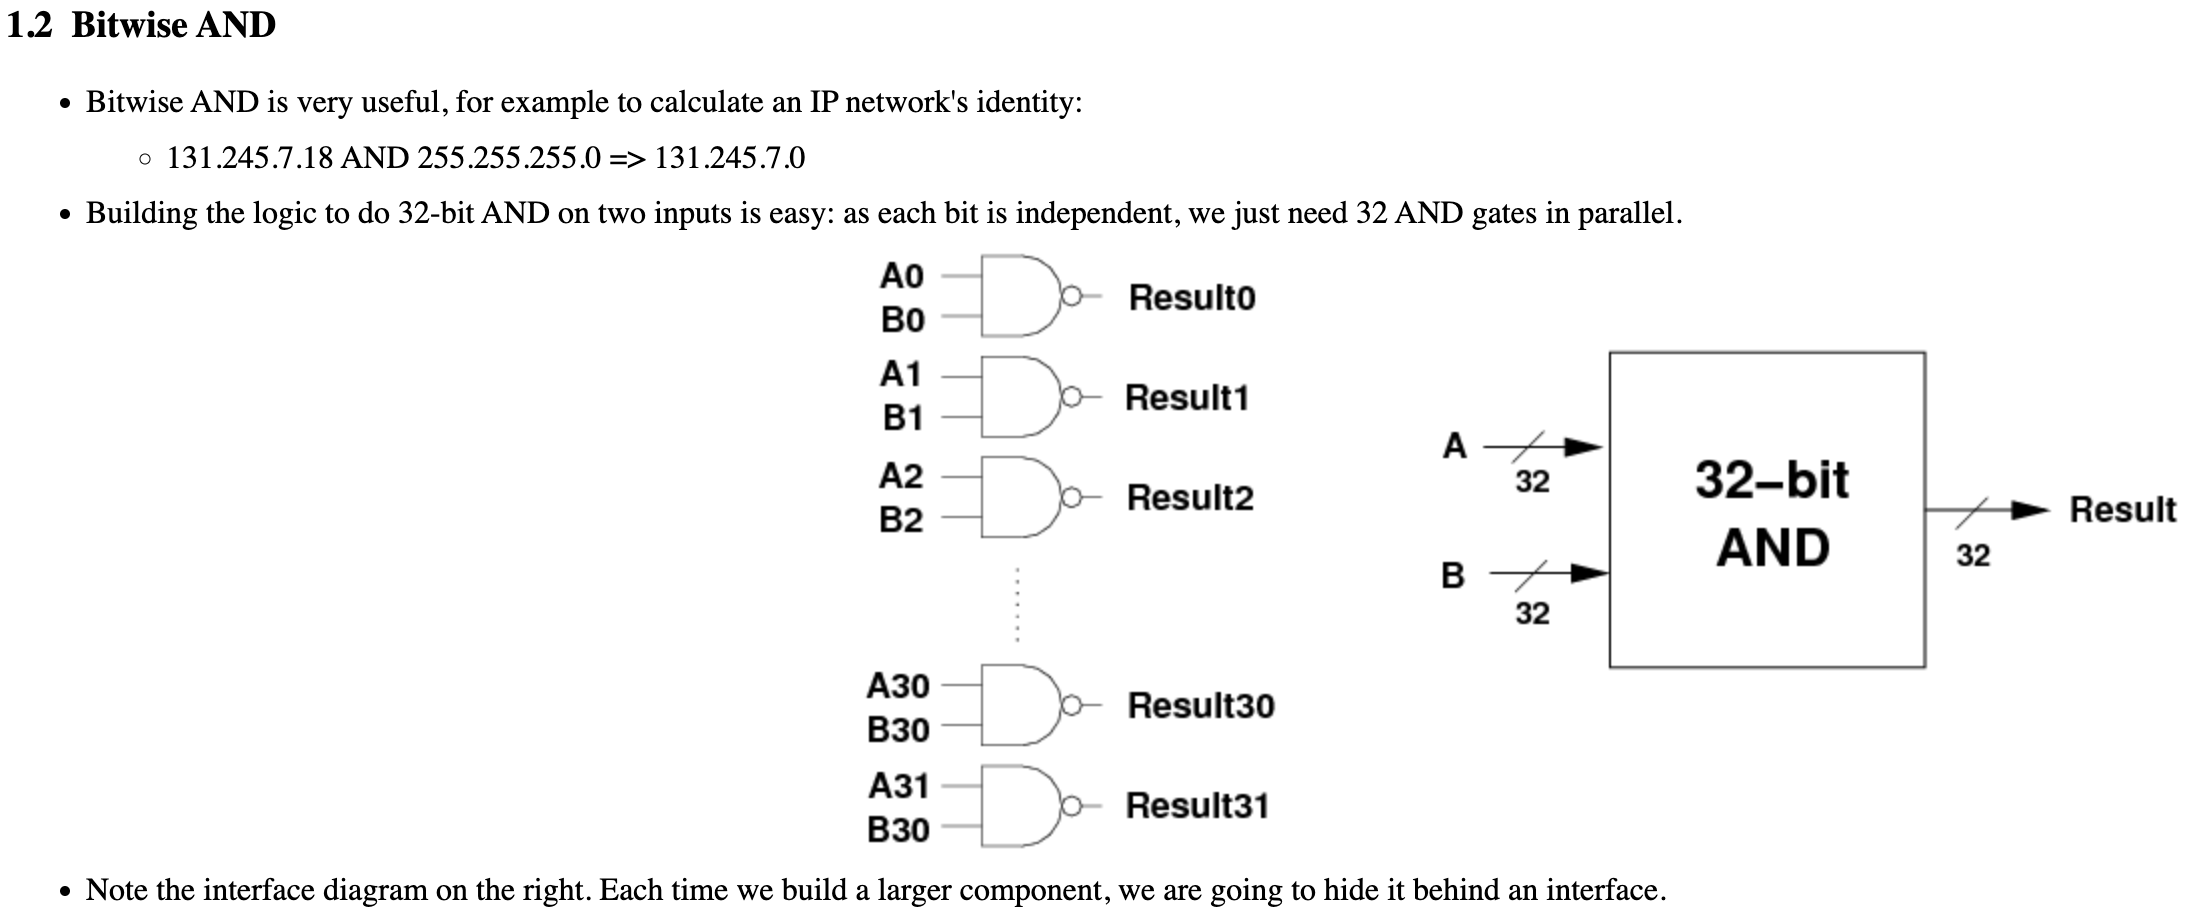 1.2 Bitwise AND
• Bitwise AND is very useful, for example to calculate an IP network's identity:
◦ 131.245.7.18 AND 255.255.255.0 => 131.245.7.0
• Building the logic to do 32-bit AND on two inputs is easy: as each bit is independent, we just need 32 AND gates in parallel.
A0
B0
Result0
A1
B1
Result1
A2
B2
Result2
A30
B30
Result30
A31
B30
Result31
A
32
B
32
32–bit
AND
Result
32
• Note the interface diagram on the right. Each time we build a larger component, we are going to hide it behind an interface.